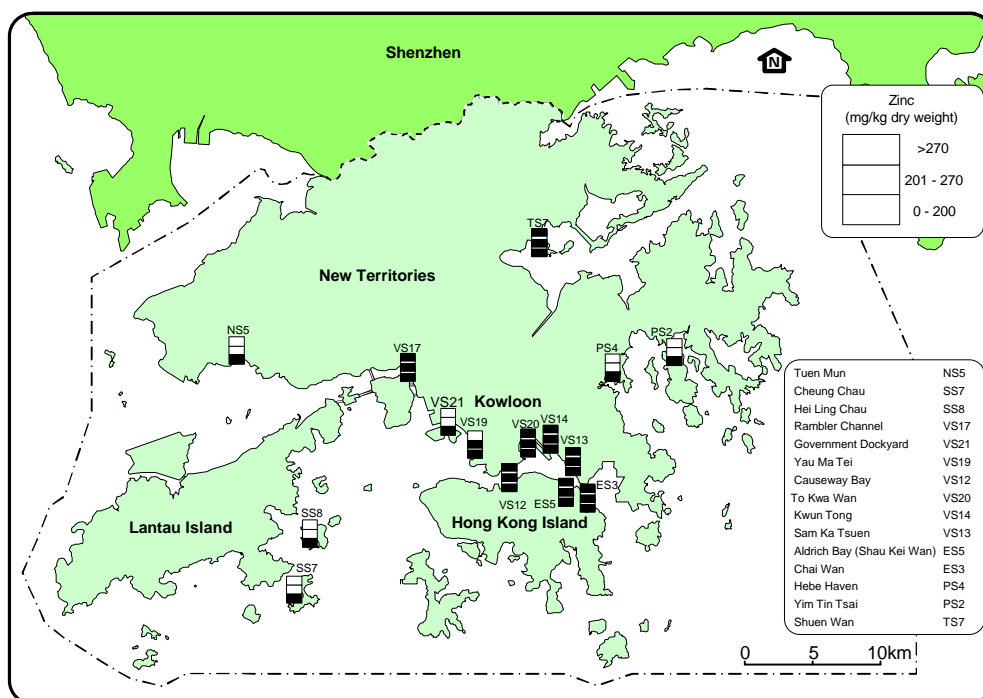 Shenzhen
N
Zinc
(mg/kg dry weight)
>270
201 - 270
0 - 200
TS7
New Territories
NS5
VS17
PS4
PS2
VS21
Kowloon
VS19
VS20
VS14
VS13
VS12
ES5
ES3
Hong Kong Island
Lantau Island
SS8
SS7
Tuen Mun NS5
Cheung Chau SS7
Hei Ling Chau SS8
Rambler Channel VS17
Government Dockyard VS21
Yau Ma Tei VS19
Causeway Bay VS12
To Kwa Wan VS20
Kwun Tong VS14
Sam Ka Tsuen VS13
Aldrich Bay (Shau Kei Wan) ES5
Chai Wan ES3
Hebe Haven PS4
Yim Tin Tsai PS2
Shuen Wan TS7
0 5 10km